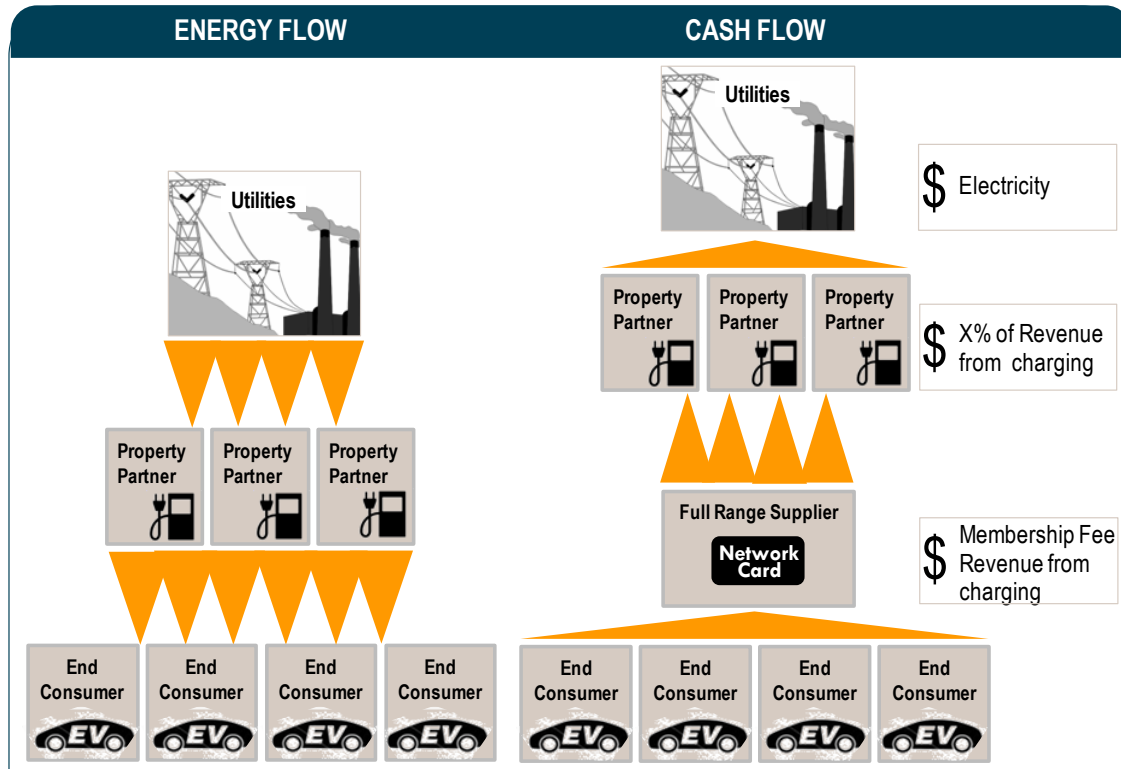 ENERGY FLOW
Utilities
Property
Partner
Property
Partner
Property
Partner
End
Consumer
EV
End
Consumer
EV
End
Consumer
EV
End
Consumer
EV
CASH FLOW
Utilities
$ Electricity
Property
Partner
Property
Partner
Property
Partner
$ X% of Revenue
from charging
Full Range Supplier
Network
Card
$ Membership Fee
Revenue from
charging
End
Consumer
EV
End
Consumer
EV
End
Consumer
EV
End
Consumer
EV